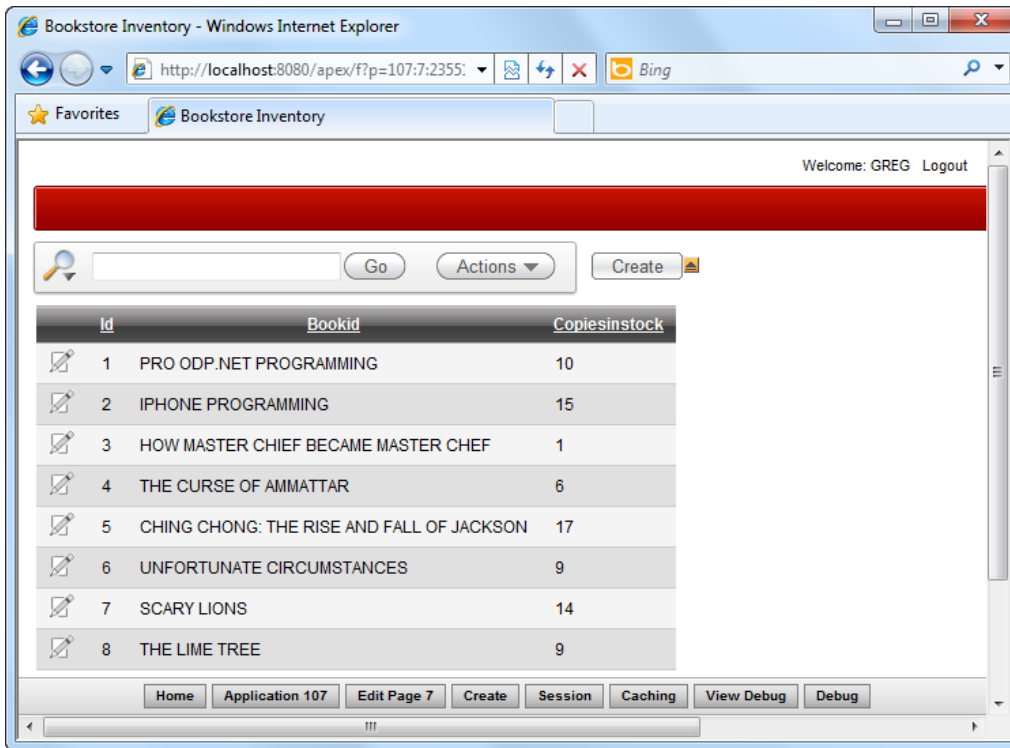 Bookstore Inventory - Windows Internet Explorer
http://localhost:8080/apex/f?p=107:7:2355: Bing
Favorites Bookstore Inventory
Welcome: GREG Logout
Go Actions Create
Id Bookid Copiesinstock
1 PRO ODP.NET PROGRAMMING 10
2 IPHONE PROGRAMMING 15
3 HOW MASTER CHIEF BECAME MASTER CHEF 1
4 THE CURSE OF AMMATTAR 6
5 CHING CHONG: THE RISE AND FALL OF JACKSON 17
6 UNFORTUNATE CIRCUMSTANCES 9
7 SCARY LIONS 14
8 THE LIME TREE 9
Home Application 107 Edit Page 7 Create Session Caching View Debug Debug